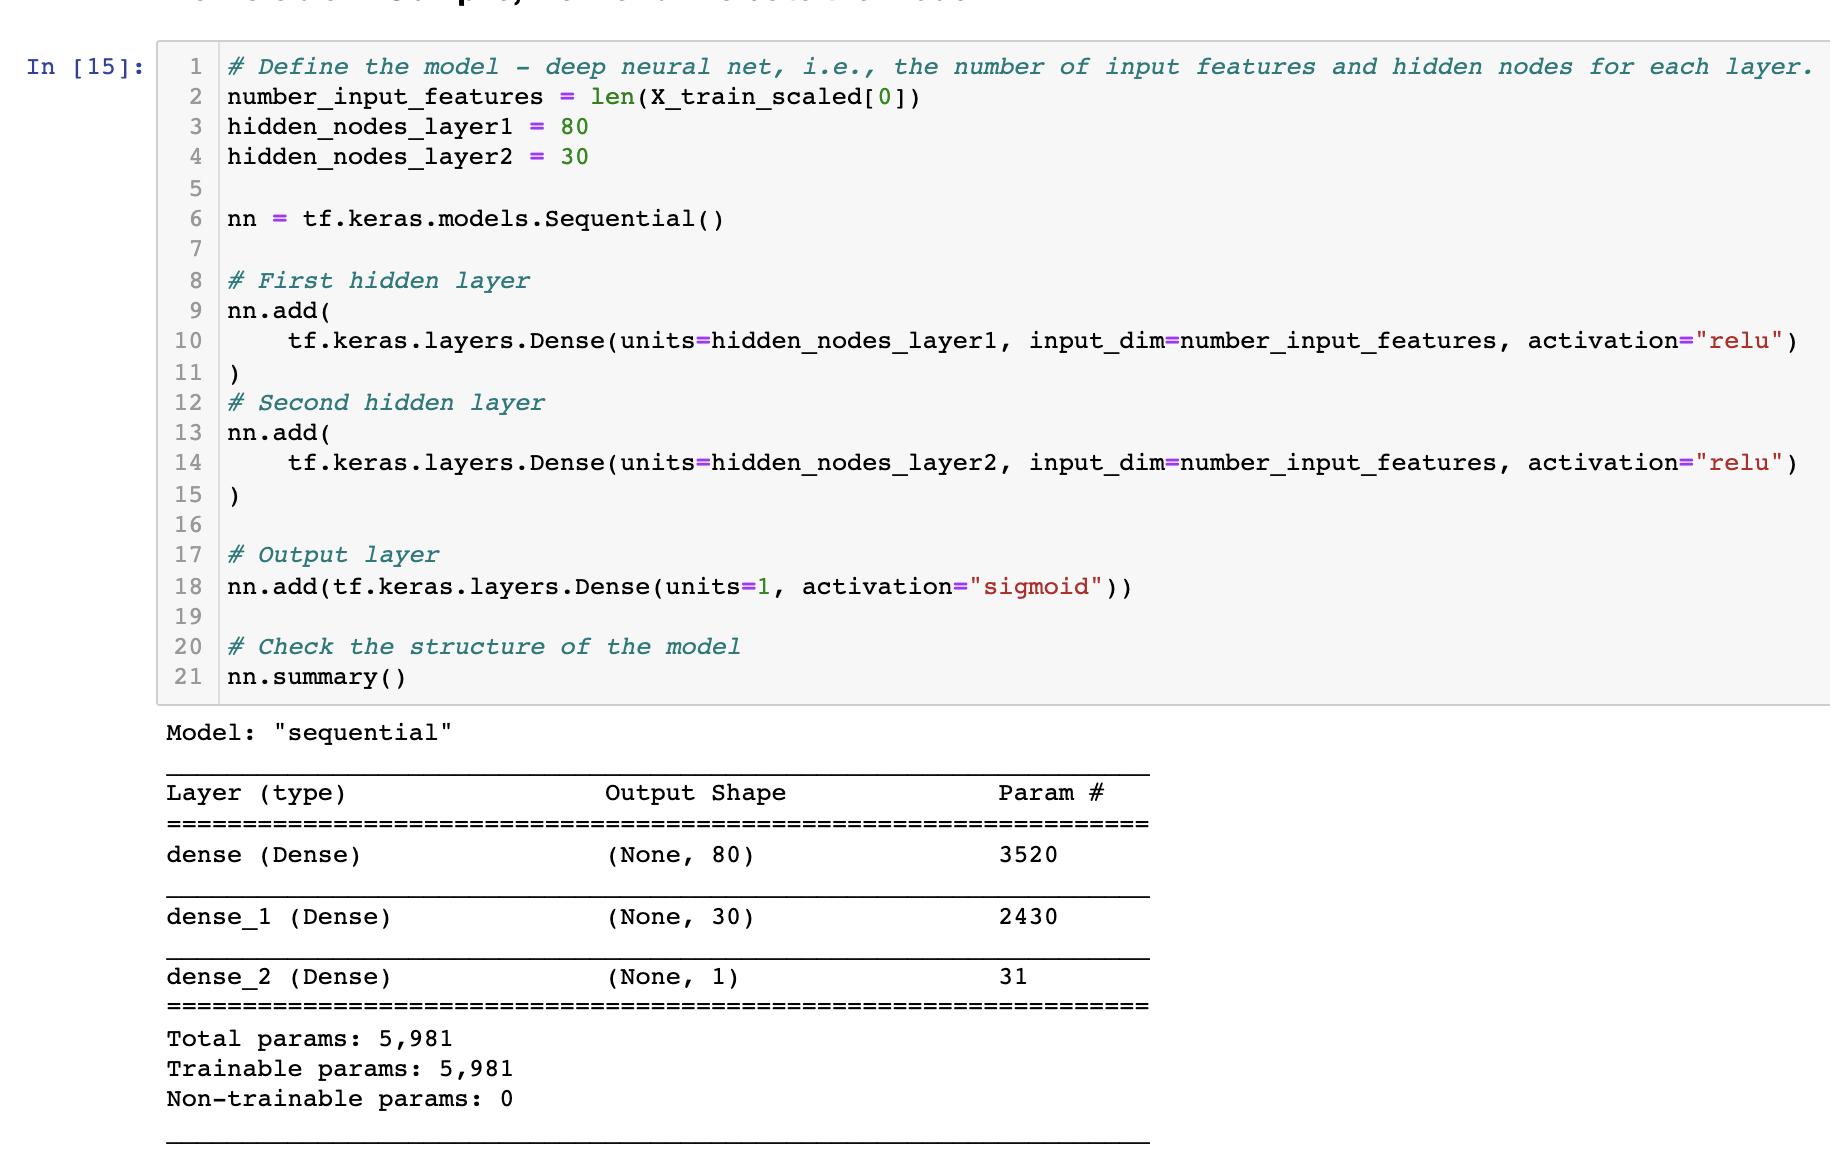 In [15]:
1 # Define the model - deep neural net, i.e., the number of input features and hidden nodes for each layer.
2 number_input_features = len(X_train_scaled[0])
3 hidden_nodes_layer1 = 80
4 hidden_nodes_layer2 = 30
5
6 nn = tf.keras.models.Sequential()
7
8 # First hidden layer
9 nn.add(
10     tf.keras.layers.Dense(units=hidden_nodes_layer1, input_dim=number_input_features, activation="relu")
11 )
12 # Second hidden layer
13 nn.add(
14     tf.keras.layers.Dense(units=hidden_nodes_layer2, input_dim=number_input_features, activation="relu")
15 )
16
17 # Output layer
18 nn.add(tf.keras.layers.Dense(units=1, activation="sigmoid"))
19
20 # Check the structure of the model
21 nn.summary()
Model: "sequential"
_________________________________________________________________
Layer (type)                 Output Shape              Param #
=================================================================
dense (Dense)                (None, 80)                3520
_________________________________________________________________
dense_1 (Dense)              (None, 30)                2430
_________________________________________________________________
dense_2 (Dense)              (None, 1)                 31
=================================================================
Total params: 5,981
Trainable params: 5,981
Non-trainable params: 0
_________________________________________________________________